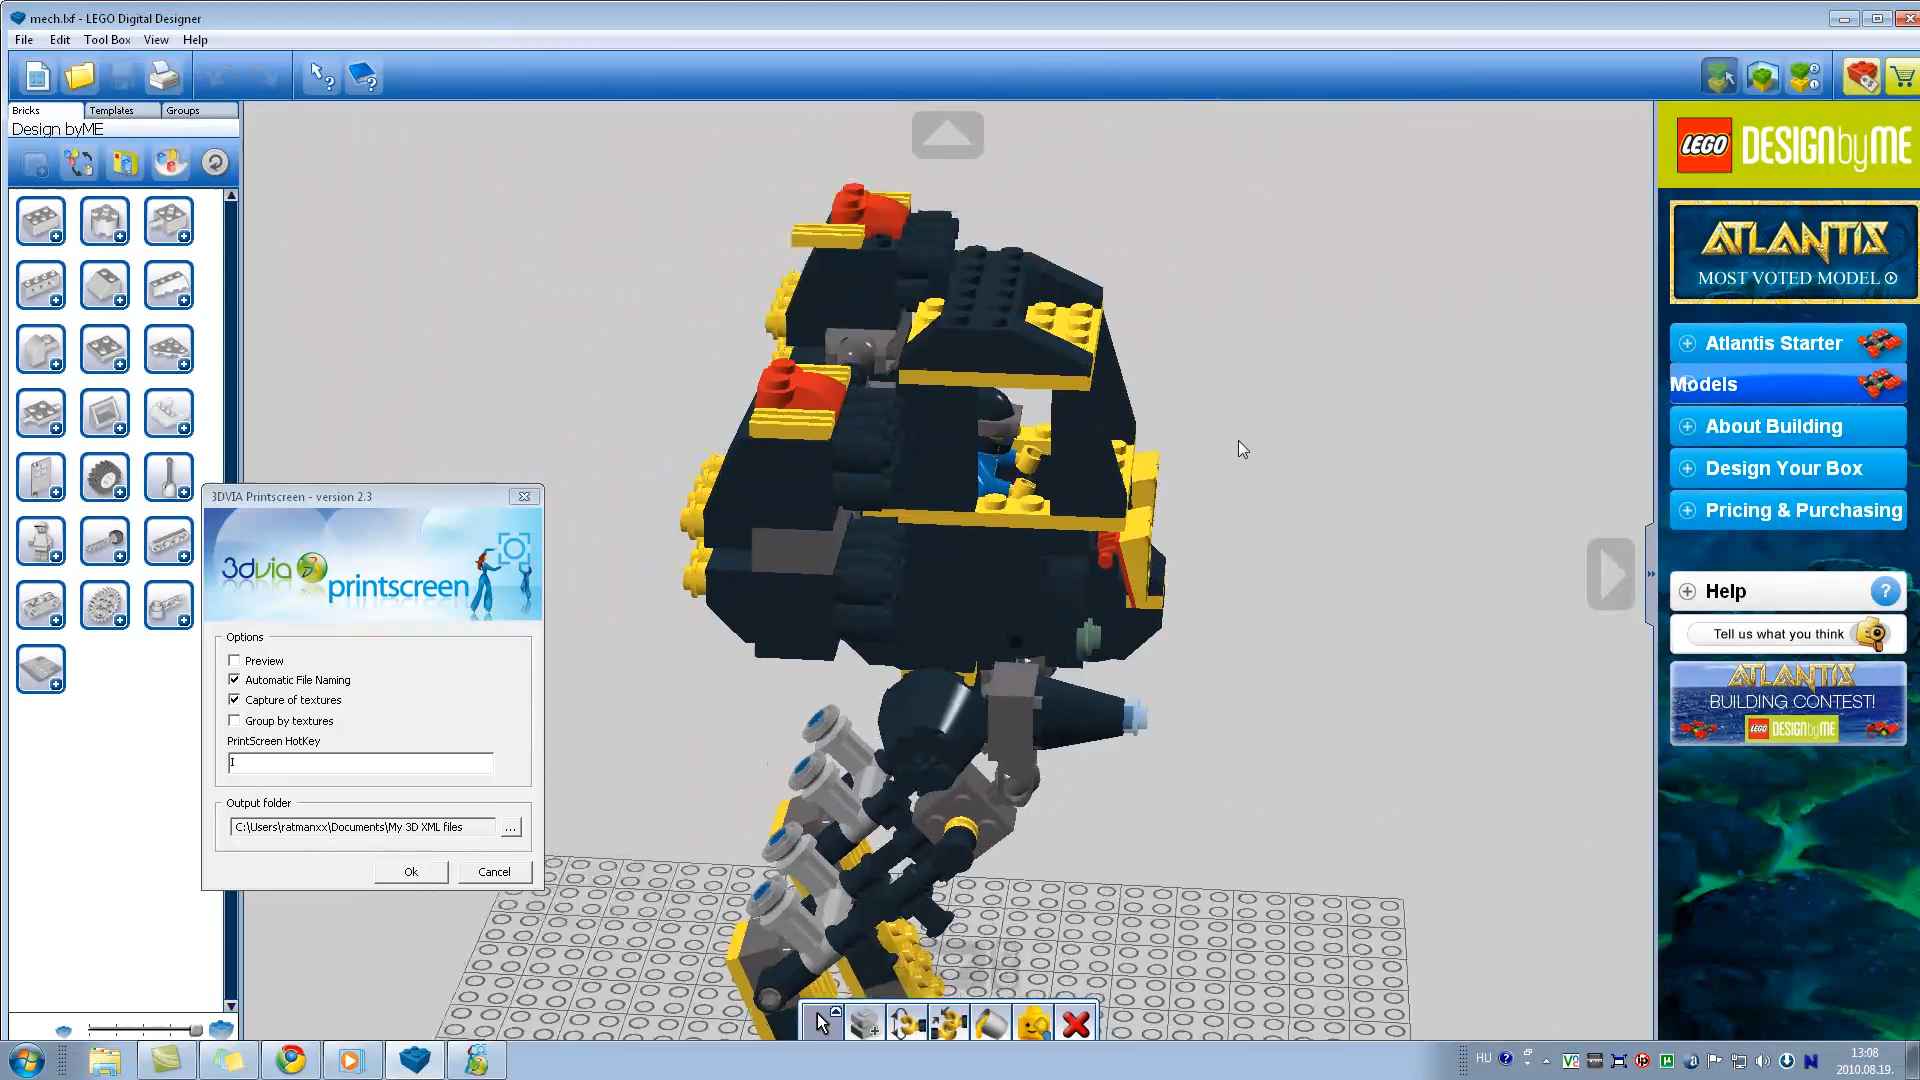 mech.lxf - LEGO Digital Designer
File Edit Tool Box View Help
Bricks Templates Groups
Design byME
LEGO DESIGNbyME
ATLANTIS
MOST VOTED MODEL
Atlantis Starter
Models
About Building
Design Your Box
Pricing & Purchasing
Help
?
Tell us what you think
ATLANTIS
BUILDING CONTEST!
LEGO DESIGNbyME
3DVIA Printscreen - version 2.3
3dvia printscreen
Options
Preview
Automatic File Naming
Capture of textures
Group by textures
PrintScreen HotKey
I
Output folder
C:\Users\ratmanxx\Documents\My 3D XML files
...
Ok Cancel
HU
13:08
2010.08.19.